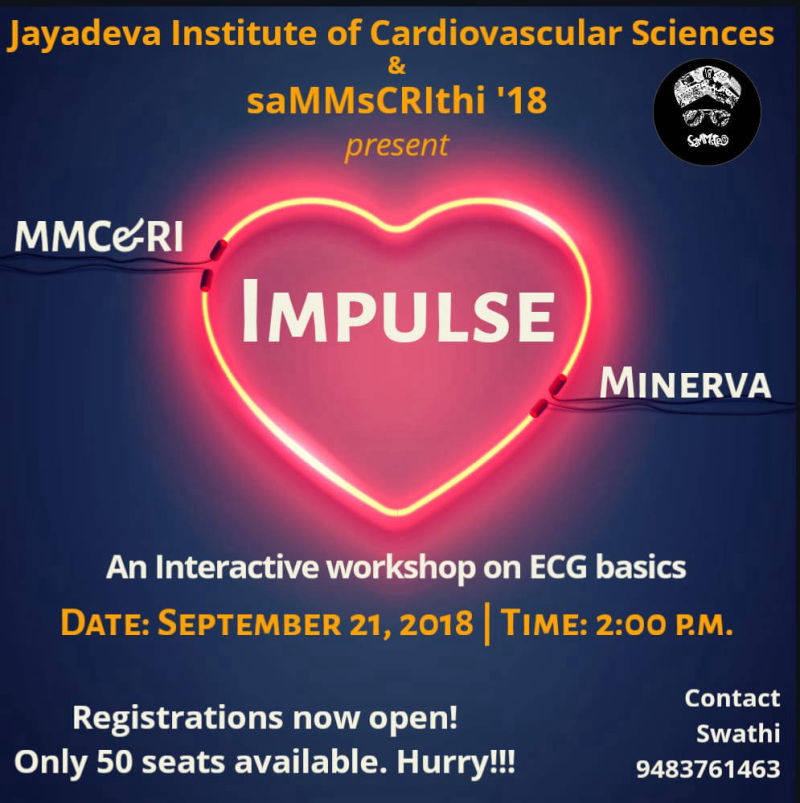 Jayadeva Institute of Cardiovascular Sciences
&
saMMsCRIthi '18
present
MMC&RI
Impulse
Minerva
An Interactive workshop on ECG basics
Date: September 21, 2018 | Time: 2:00 p.m.
Registrations now open!
Only 50 seats available. Hurry!!!
Contact
Swathi
9483761463